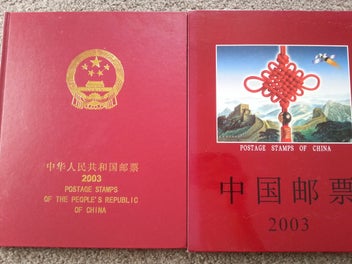 中华人民共和国邮票
2003
POSTAGE STAMPS
OF THE PEOPLE'S REPUBLIC
OF CHINA
POSTAGE STAMPS OF CHINA
中国邮票
2003